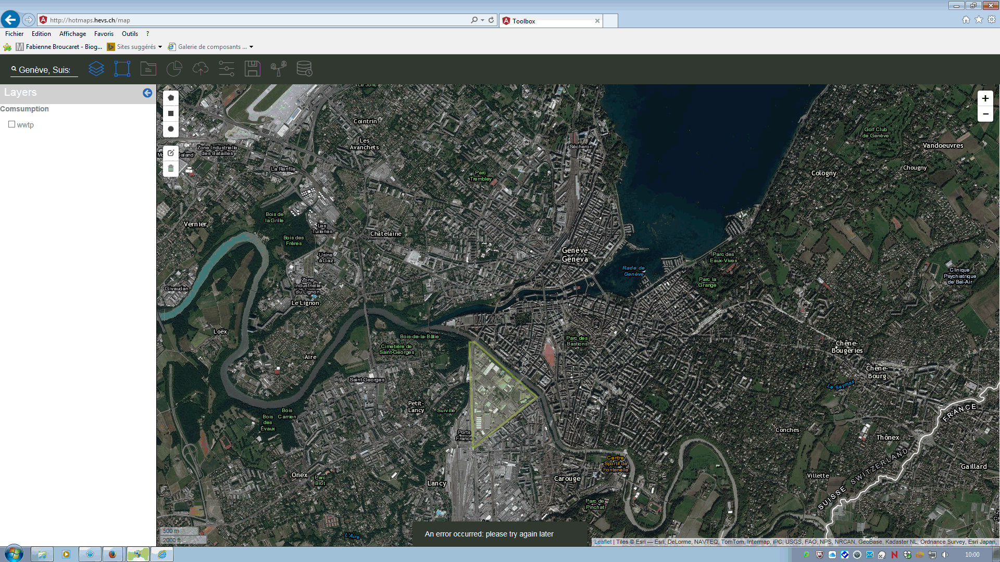 http://hotmaps.hevs.ch/map
Toolbox
Fichier Edition Affichage Favoris Outils ?
Fabienne Broucaret - Biog...
Sites suggérés
Galerie de composants ...
Genève, Suis
Layers
Comsumption
wwtp
+
−
Cointrin
Les
Avanchets
Zone Industrielle
des Batailles
La Renfile
Sécheron
Golf Club
de Genève
Vandoeuvres
Chougny
Cologny
Parc
Trembley
Bois de
la Grille
Vernier
Les
Tuileries
Châtelaine
Bois des
Frères
Usine
à Gaz
Genève
Geneva
Parc des
Eaux-Vives
Rade de
Genève
Clinique
Psychiatrique
de Bel-Air
Parc la
Grange
Givaudan
Zone
Industrielle
du Lignon
Le Lignon
Loëx
Bois-de-la-Bâtie
Cimetière de
Saint-Georges
Parc des
Bastions
Chêne-
Bougeries
Aïre
Saint-Georges
Chêne-
Bourg
Le Seymaz
Petit-
Lancy
Surville
Bois
Carrien
Bois
des
Évaux
FRANCE
Ports
Francs
Conches
Thônex
SUISSE SWITZERLAND
Centre
Sportif de
Fontenelle
Gaillard
Onex
Parc
Brot
Lancy
Carouge
Villette
Parc de
Pinchat
L'Aire
500 m
2000 ft
An error occurred: please try again later
Leaflet | Tiles © Esri — Esri, DeLorme, NAVTEQ, TomTom, Intermap, iPC, USGS, FAO, NPS, NRCAN, GeoBase, Kadaster NL, Ordnance Survey, Esri Japan,
10:00